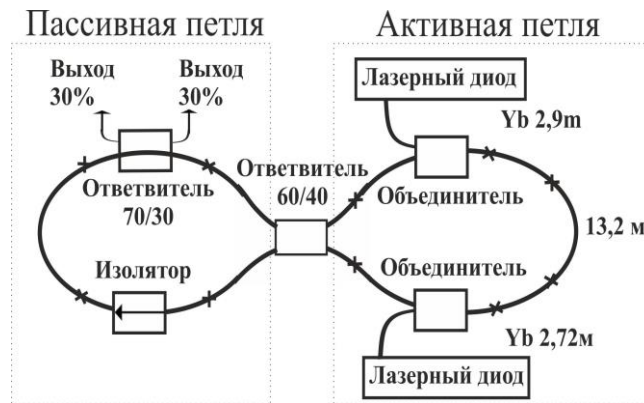 Пассивная петля
Активная петля
Выход
30%
Выход
30%
Лазерный диод
Yb 2,9m
Ответвитель
60/40
Ответвитель
70/30
Объединитель
13,2 м
Изолятор
Объединитель
Yb 2,72м
Лазерный диод